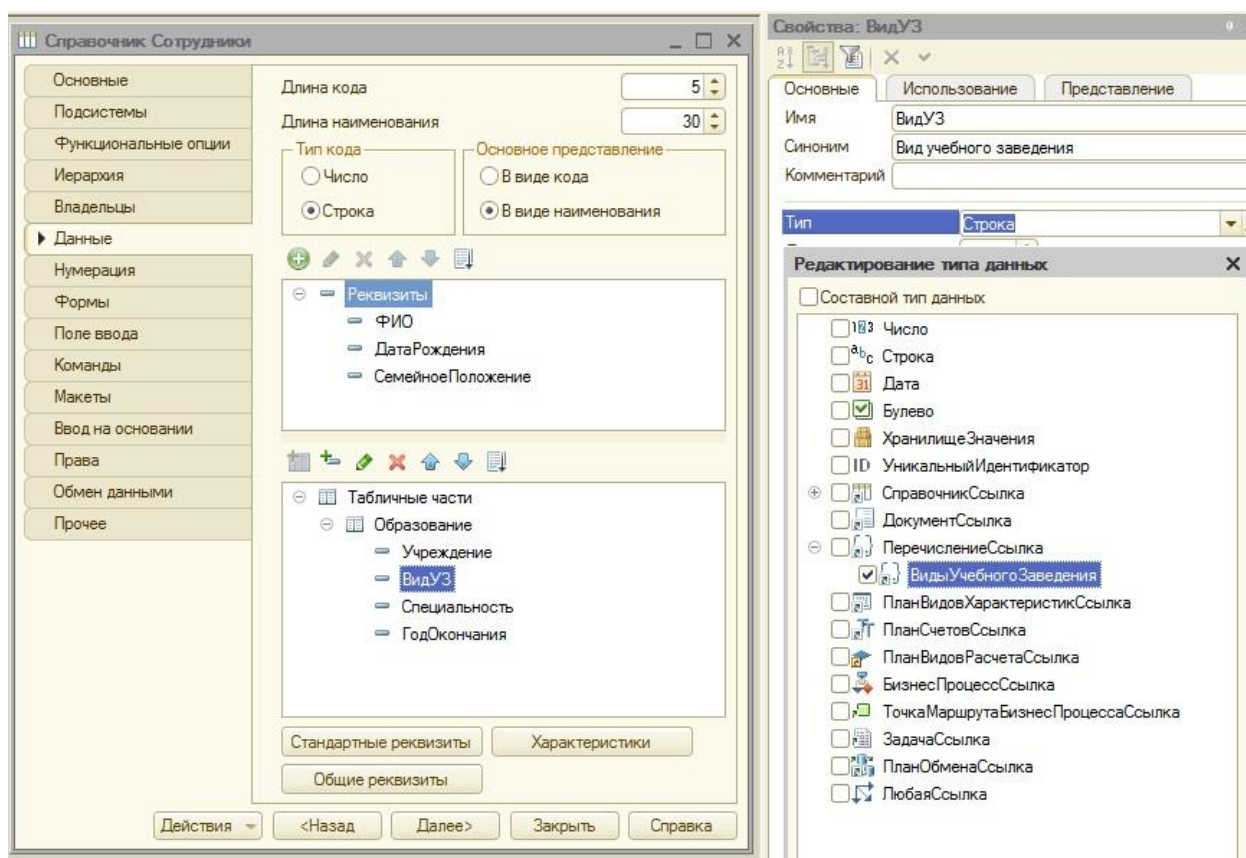 Справочник Сотрудники
Основные
Подсистемы
Функциональные опции
Иерархия
Владельцы
Данные
Нумерация
Формы
Поле ввода
Команды
Макеты
Ввод на основании
Права
Обмен данными
Прочее
Длина кода 5
Длина наименования 30
Тип кода
Число
Строка
Основное представление
В виде кода
В виде наименования
Реквизиты
ФИО
ДатаРождения
СемейноеПоложение
Табличные части
Образование
Учреждение
ВидУЗ
Специальность
ГодОкончания
Стандартные реквизиты Характеристики
Общие реквизиты
Действия <Назад Далее> Закрыть Справка
Свойства: ВидУЗ
Основные Использование Представление
Имя ВидУЗ
Синоним Вид учебного заведения
Комментарий
Тип Строка
Редактирование типа данных
Составной тип данных
Число
Строка
Дата
Булево
ХранилищеЗначения
ID УникальныйИдентификатор
СправочникСсылка
ДокументСсылка
ПеречислениеСсылка
ВидыУчебногоЗаведения
ПланВидовХарактеристикСсылка
ПланСчетовСсылка
ПланВидовРасчетаСсылка
БизнесПроцессСсылка
ТочкаМаршрутаБизнесПроцессаСсылка
ЗадачаСсылка
ПланОбменаСсылка
ЛюбаяСсылка